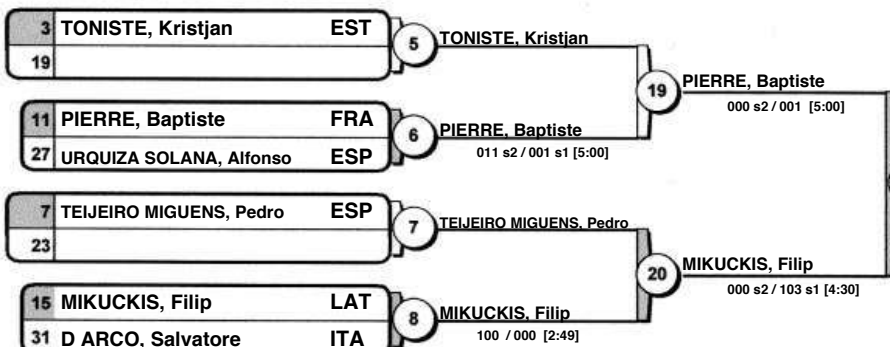 3 TONISTE, Kristjan EST
19
5 TONISTE, Kristjan
11 PIERRE, Baptiste FRA
27 URQUIZA SOLANA, Alfonso ESP
6 PIERRE, Baptiste
011 s2 / 001 s1 [5:00]
19 PIERRE, Baptiste
000 s2 / 001 [5:00]
7 TEIJEIRO MIGUENS, Pedro ESP
23
7 TEIJEIRO MIGUENS, Pedro
15 MIKUCKIS, Filip LAT
31 D ARCO, Salvatore ITA
8 MIKUCKIS, Filip
100 / 000 [2:49]
20 MIKUCKIS, Filip
000 s2 / 103 s1 [4:30]